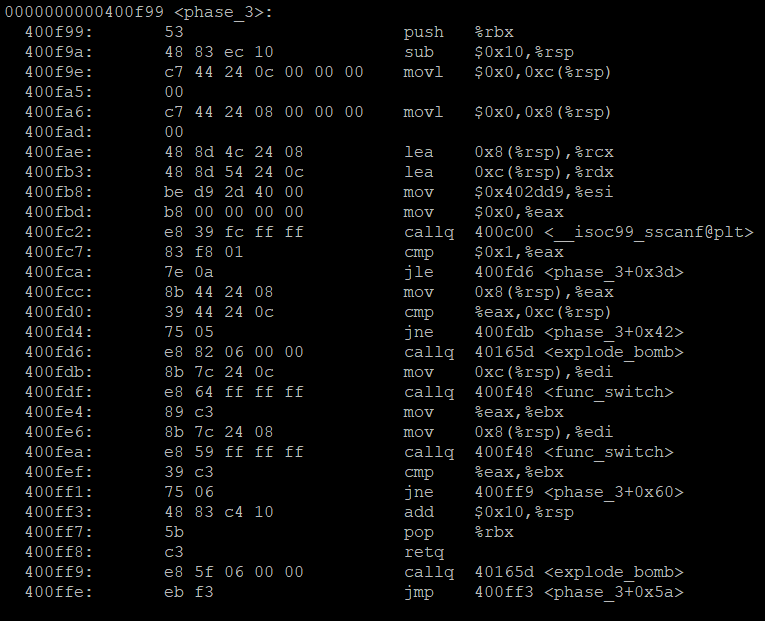 0000000000400f99 <phase_3>:
  400f99:	53                   	push   %rbx
  400f9a:	48 83 ec 10          	sub    $0x10,%rsp
  400f9e:	c7 44 24 0c 00 00 00 	movl   $0x0,0xc(%rsp)
  400fa5:	00
  400fa6:	c7 44 24 08 00 00 00 	movl   $0x0,0x8(%rsp)
  400fad:	00
  400fae:	48 8d 4c 24 08       	lea    0x8(%rsp),%rcx
  400fb3:	48 8d 54 24 0c       	lea    0xc(%rsp),%rdx
  400fb8:	be d9 2d 40 00       	mov    $0x402dd9,%esi
  400fbd:	b8 00 00 00 00       	mov    $0x0,%eax
  400fc2:	e8 39 fc ff ff       	callq  400c00 <__isoc99_sscanf@plt>
  400fc7:	83 f8 01             	cmp    $0x1,%eax
  400fca:	7e 0a                	jle    400fd6 <phase_3+0x3d>
  400fcc:	8b 44 24 08          	mov    0x8(%rsp),%eax
  400fd0:	39 44 24 0c          	cmp    %eax,0xc(%rsp)
  400fd4:	75 05                	jne    400fdb <phase_3+0x42>
  400fd6:	e8 82 06 00 00       	callq  40165d <explode_bomb>
  400fdb:	8b 7c 24 0c          	mov    0xc(%rsp),%edi
  400fdf:	e8 64 ff ff ff       	callq  400f48 <func_switch>
  400fe4:	89 c3                	mov    %eax,%ebx
  400fe6:	8b 7c 24 08          	mov    0x8(%rsp),%edi
  400fea:	e8 59 ff ff ff       	callq  400f48 <func_switch>
  400fef:	39 c3                	cmp    %eax,%ebx
  400ff1:	75 06                	jne    400ff9 <phase_3+0x60>
  400ff3:	48 83 c4 10          	add    $0x10,%rsp
  400ff7:	5b                   	pop    %rbx
  400ff8:	c3                   	retq
  400ff9:	e8 5f 06 00 00       	callq  40165d <explode_bomb>
  400ffe:	eb f3                	jmp    400ff3 <phase_3+0x5a>